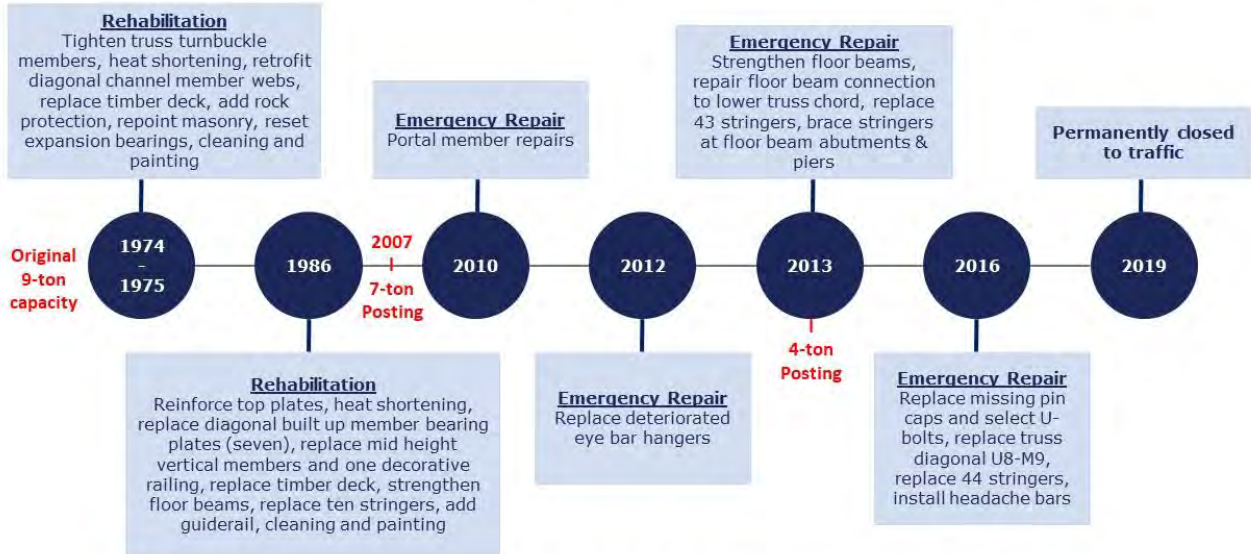 Rehabilitation
Tighten truss turnbuckle
members, heat shortening, retrofit
diagonal channel member webs,
replace timber deck, add rock
protection, repoint masonry, reset
expansion bearings, cleaning and
painting
Emergency Repair
Portal member repairs
Emergency Repair
Strengthen floor beams,
repair floor beam connection
to lower truss chord, replace
43 stringers, brace stringers
at floor beam abutments &
piers
Permanently closed
to traffic
Original
9-ton
capacity
1974
-
1975
1986
2007
7-ton
Posting
2010
2012
2013
4-ton
Posting
2016
2019
Rehabilitation
Reinforce top plates, heat shortening,
replace diagonal built up member bearing
plates (seven), replace mid height
vertical members and one decorative
railing, replace timber deck, strengthen
floor beams, replace ten stringers, add
guiderail, cleaning and painting
Emergency Repair
Replace deteriorated
eye bar hangers
Emergency Repair
Replace missing pin
caps and select U-
bolts, replace truss
diagonal U8-M9,
replace 44 stringers,
install headache bars